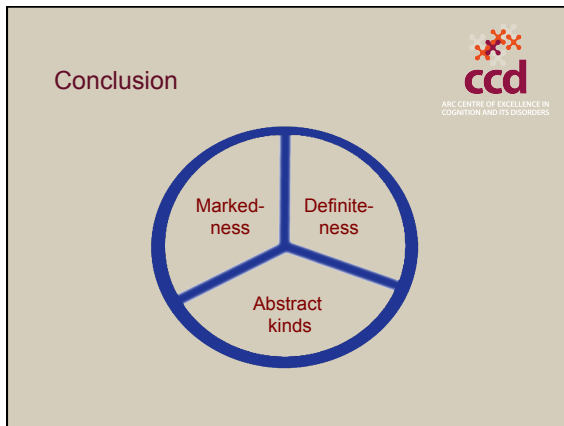 Conclusion
ccd
ARC CENTRE OF EXCELLENCE IN
COGNITION AND ITS DISORDERS
Marked-
ness
Definite-
ness
Abstract
kinds